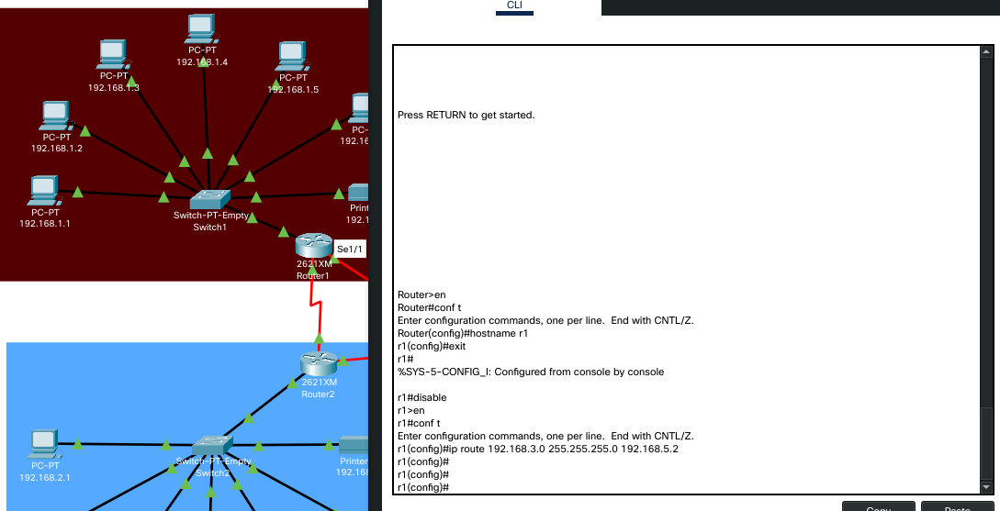 CLI
PC-PT
192.168.1.4
PC-PT
192.168.1.3
PC-PT
192.168.1.5
PC-PT
192.168.1.2
PC-
192.16
PC-PT
192.168.1.1
Switch-PT-Empty
Switch1
Print
192.1
Se1/1
2621XM
Router1
2621XM
Router2
PC-PT
192.168.2.1
Switch-PT-Empty
Switch2
Printer
192.168
Press RETURN to get started.
Router>en
Router#conf t
Enter configuration commands, one per line.  End with CNTL/Z.
Router(config)#hostname r1
r1(config)#exit
r1#
%SYS-5-CONFIG_I: Configured from console by console
r1#disable
r1>en
r1#conf t
Enter configuration commands, one per line.  End with CNTL/Z.
r1(config)#ip route 192.168.3.0 255.255.255.0 192.168.5.2
r1(config)#
r1(config)#
r1(config)#
Copy
Paste